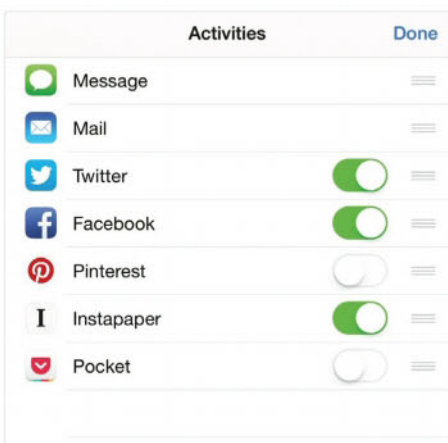 Activities Done
Message
Mail
Twitter
Facebook
Pinterest
Instapaper
Pocket